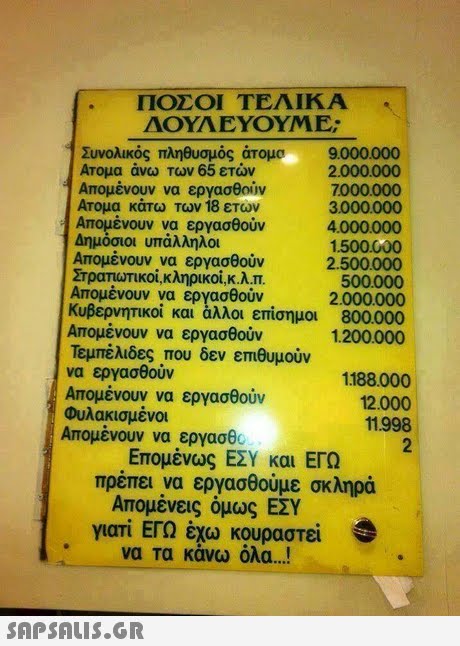 ΠΟΣΟΙ ΤΕΛΙΚΑ
ΔΟΥΛΕΥΟΥΜΕ;
Συνολικός πληθυσμός άτομα 9.000.000
Ατομα άνω των 65 ετών 2.000.000
Απομένουν να εργασθούν 7.000.000
Ατομα κάτω των 18 ετών 3.000.000
Απομένουν να εργασθούν 4.000.000
Δημόσιοι υπάλληλοι 1.500.000
Απομένουν να εργασθούν 2.500.000
Στρατιωτικοί,κληρικοί,κ.λ.π. 500.000
Απομένουν να εργασθούν 2.000.000
Κυβερνητικοί και άλλοι επίσημοι 800.000
Απομένουν να εργασθούν 1.200.000
Τεμπέλιδες που δεν επιθυμούν
να εργασθούν 1.188.000
Απομένουν να εργασθούν 12.000
Φυλακισμένοι 11.998
Απομένουν να εργασθούν 2
Επομένως ΕΣΥ και ΕΓΩ
πρέπει να εργασθούμε σκληρά
Απομένεις όμως ΕΣΥ
γιατί ΕΓΩ έχω κουραστεί
να τα κάνω όλα...!
SAPSALIS.GR